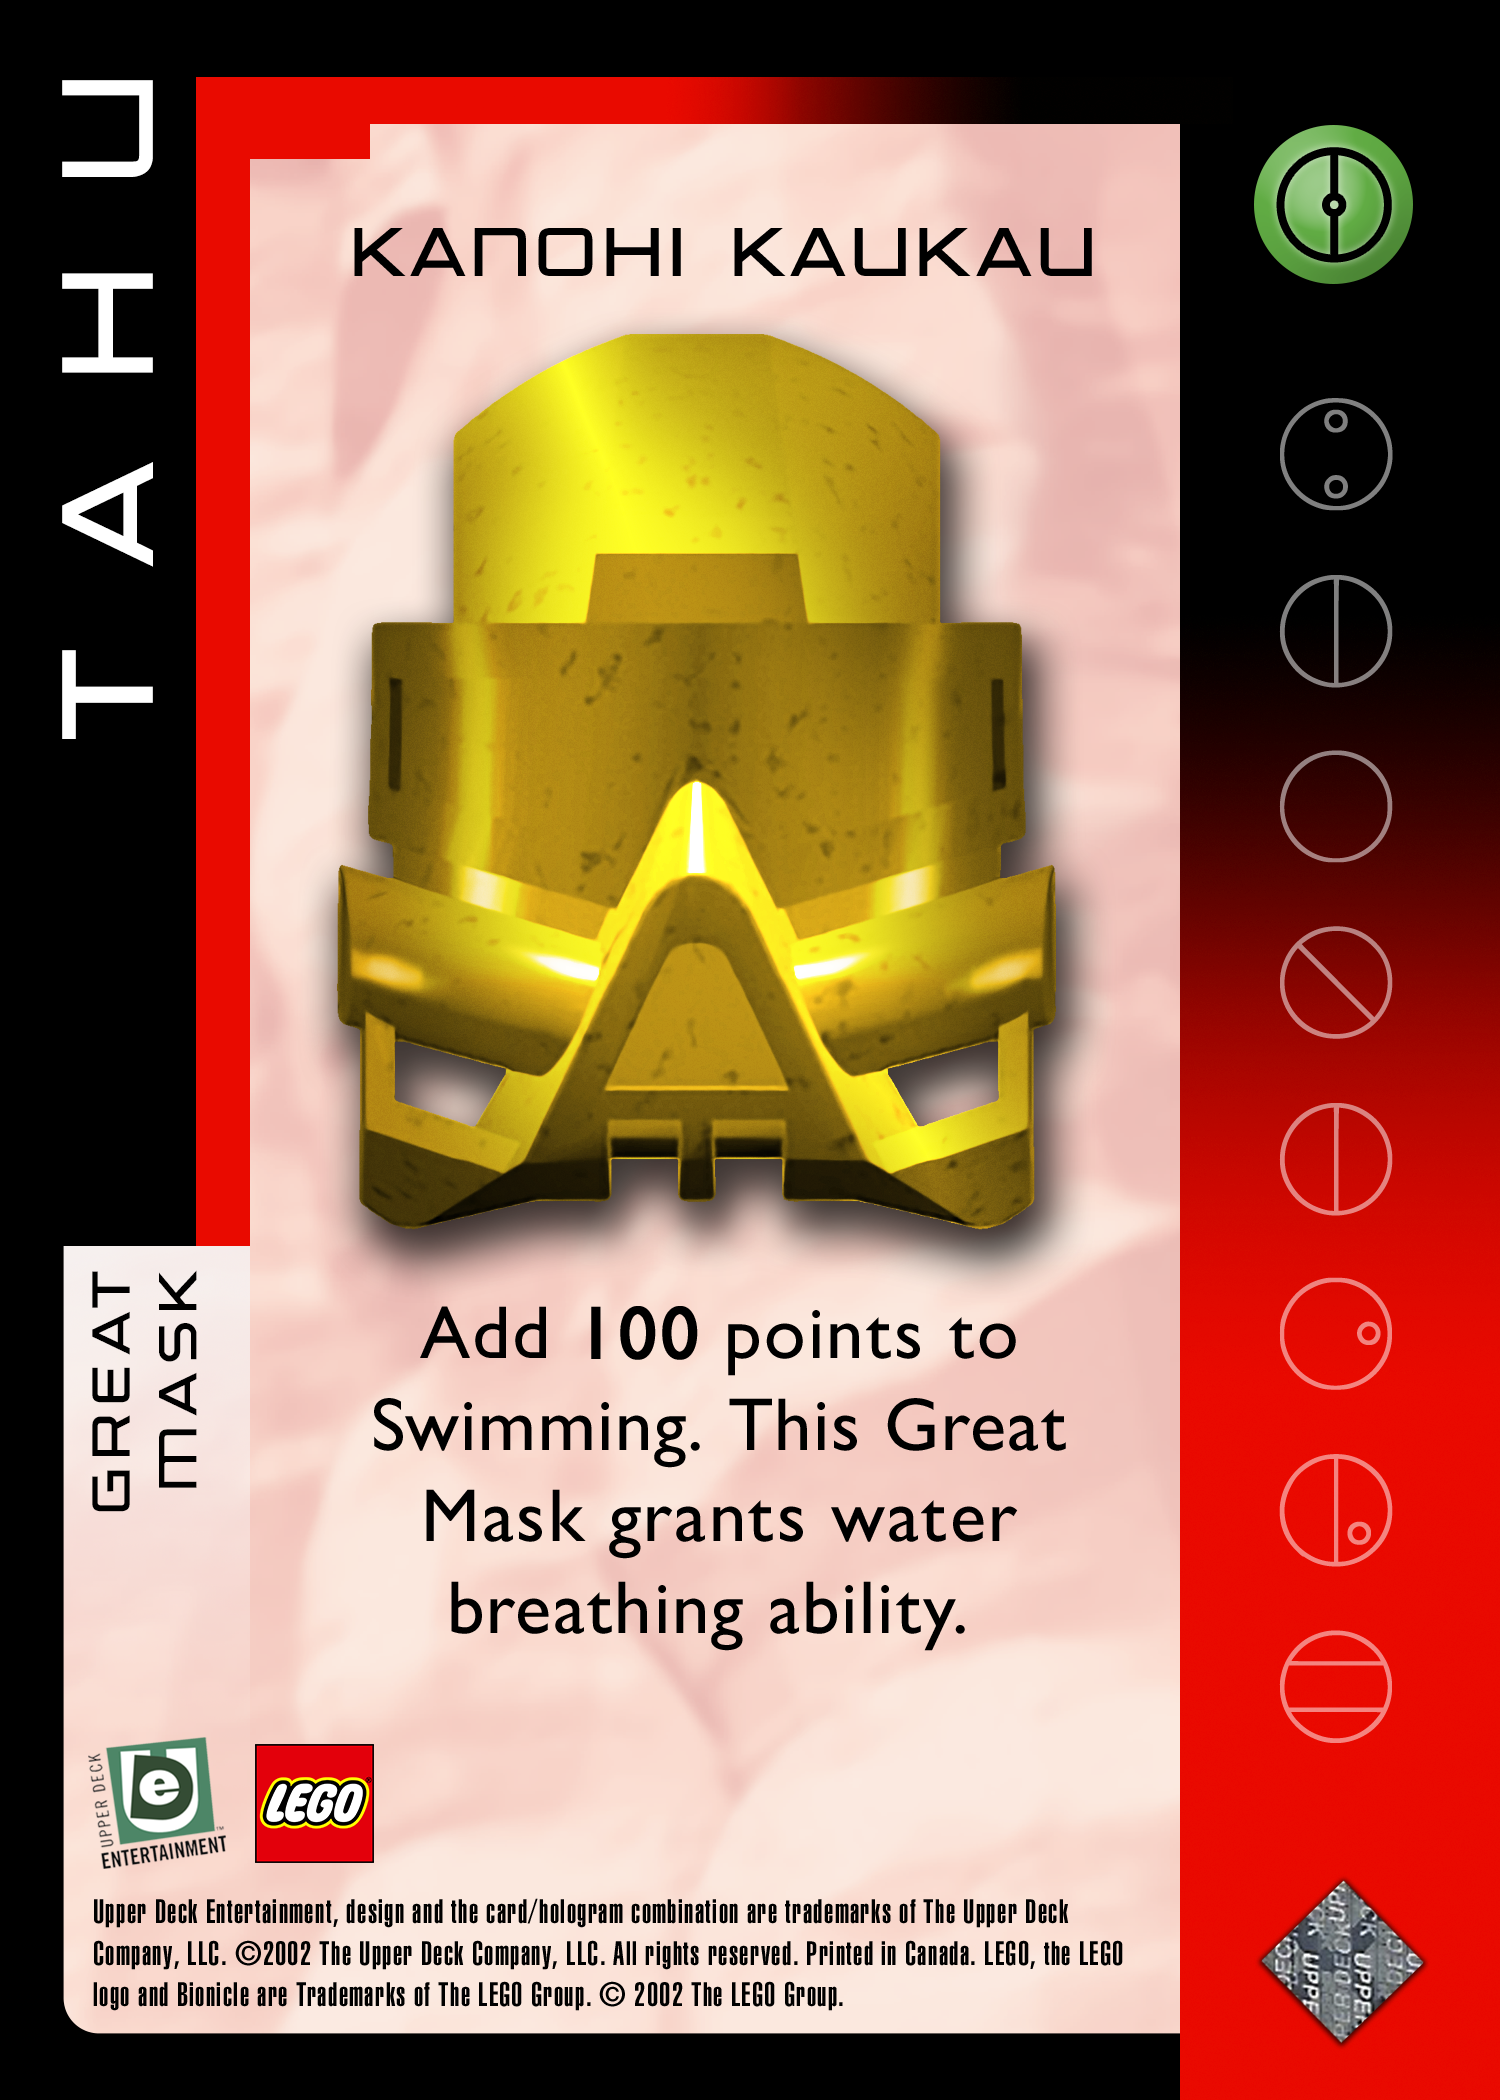 TAHU
KANOHI KAUKAU
Add 100 points to
Swimming. This Great
Mask grants water
breathing ability.
GREAT
MASK
UPPER DECK
e
ENTERTAINMENT
LEGO
Upper Deck Entertainment, design and the card/hologram combination are trademarks of The Upper Deck
Company, LLC. ©2002 The Upper Deck Company, LLC. All rights reserved. Printed in Canada. LEGO, the LEGO
logo and Bionicle are Trademarks of The LEGO Group. © 2002 The LEGO Group.